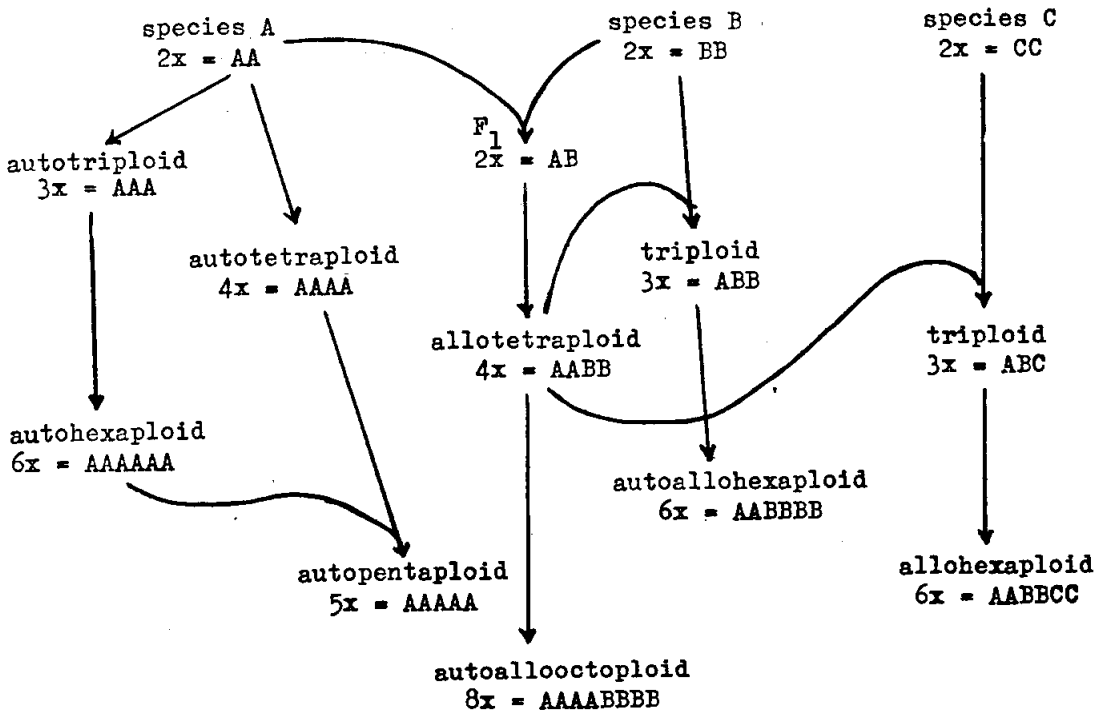 species A
2x = AA
species B
2x = BB
species C
2x = CC
F1
2x = AB
autotriploid
3x = AAA
autotetraploid
4x = AAAA
triploid
3x = ABB
allotetraploid
4x = AABB
triploid
3x = ABC
autohexaploid
6x = AAAAAA
autoallohexaploid
6x = AABBBB
autopentaploid
5x = AAAAA
allohexaploid
6x = AABBCC
autoallooctoploid
8x = AAAABBBB